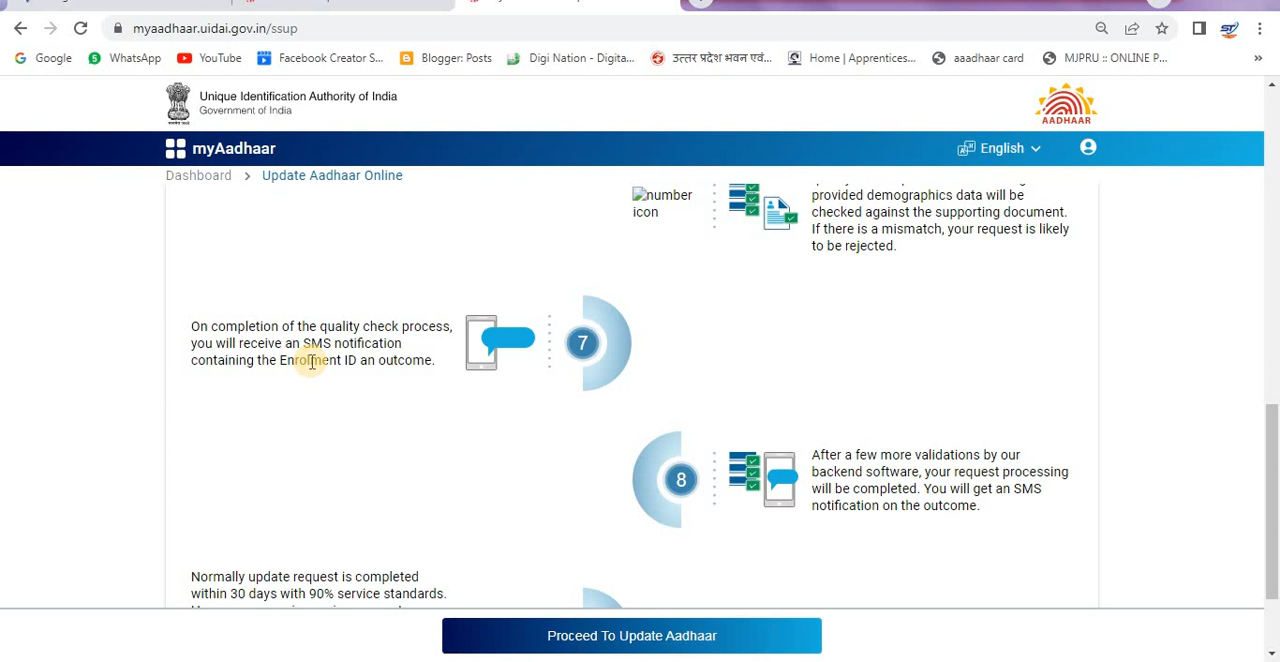 myaadhaar.uidai.gov.in/ssup
Google
WhatsApp
YouTube
Facebook Creator S...
Blogger: Posts
Digi Nation - Digita...
उत्तर प्रदेश भवन एवं...
Home | Apprentices...
aaadhaar card
MJPRU :: ONLINE P...
»
Unique Identification Authority of India
Government of India
AADHAAR
myAadhaar
English
Dashboard > Update Aadhaar Online
number
icon
provided demographics data will be
checked against the supporting document.
If there is a mismatch, your request is likely
to be rejected.
On completion of the quality check process,
you will receive an SMS notification
containing the Enrolment ID an outcome.
7
8
After a few more validations by our
backend software, your request processing
will be completed. You will get an SMS
notification on the outcome.
Normally update request is completed
within 30 days with 90% service standards.
Proceed To Update Aadhaar